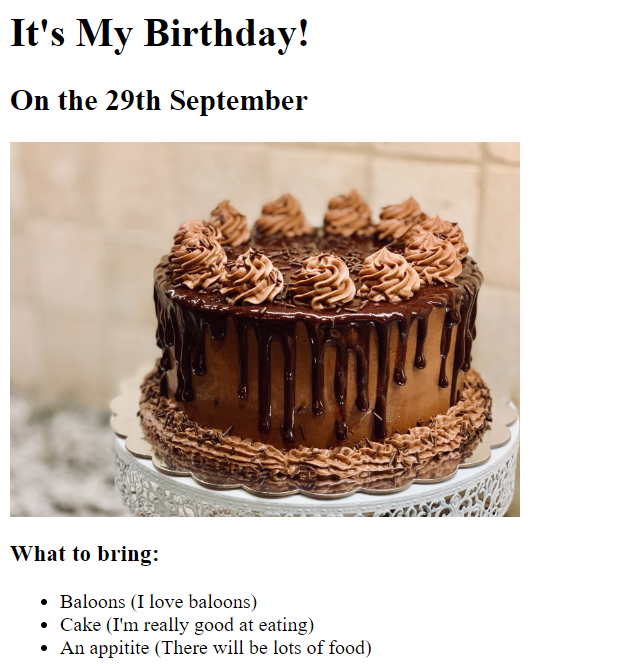 It's My Birthday!
On the 29th September
What to bring:
Baloons (I love baloons)
Cake (I'm really good at eating)
An appitite (There will be lots of food)